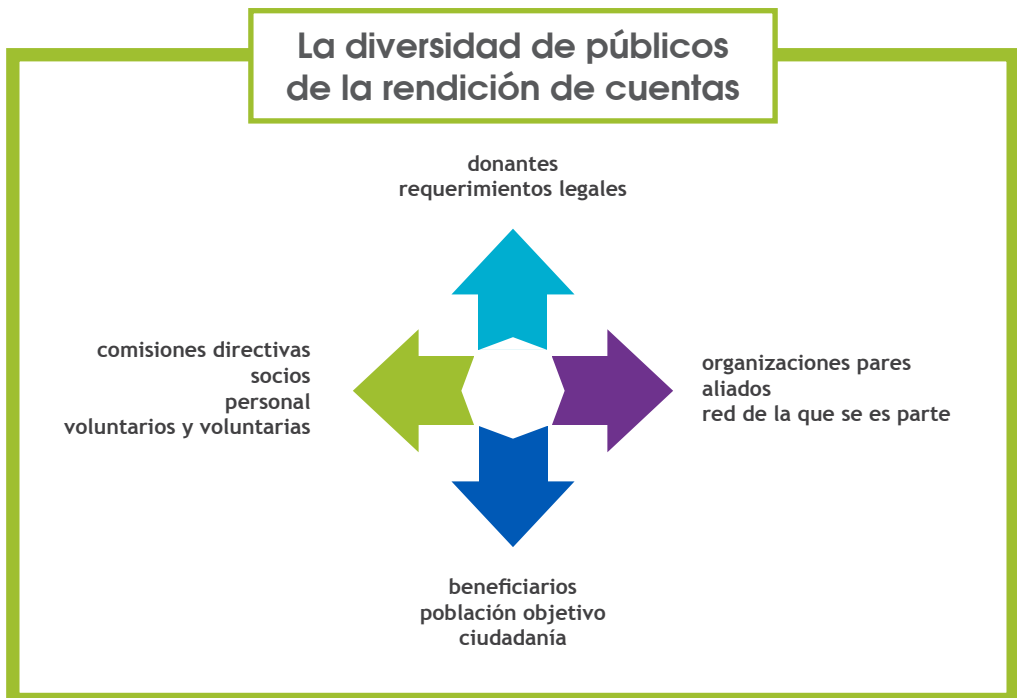 La diversidad de públicos
de la rendición de cuentas
donantes
requerimientos legales
comisiones directivas
socios
personal
voluntarios y voluntarias
organizaciones pares
aliados
red de la que se es parte
beneficiarios
población objetivo
ciudadanía